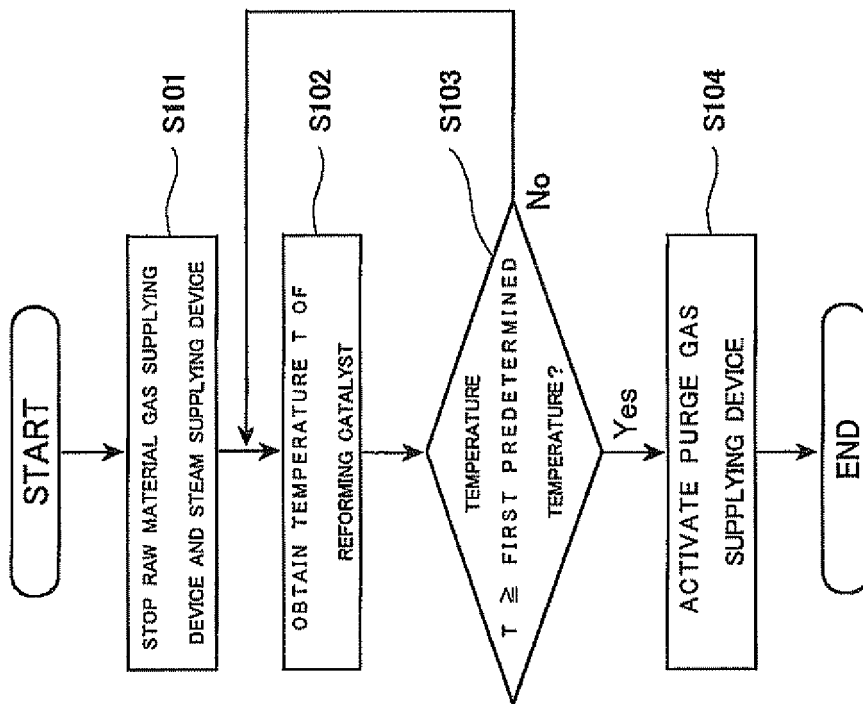 START
STOP RAW MATERIAL GAS SUPPLYING
DEVICE AND STEAM SUPPLYING DEVICE
S101
OBTAIN TEMPERATURE T OF
REFORMING CATALYST
S102
TEMPERATURE
T ≧ FIRST PREDETERMINED
TEMPERATURE?
S103
No
Yes
ACTIVATE PURGE GAS
SUPPLYING DEVICE
S104
END